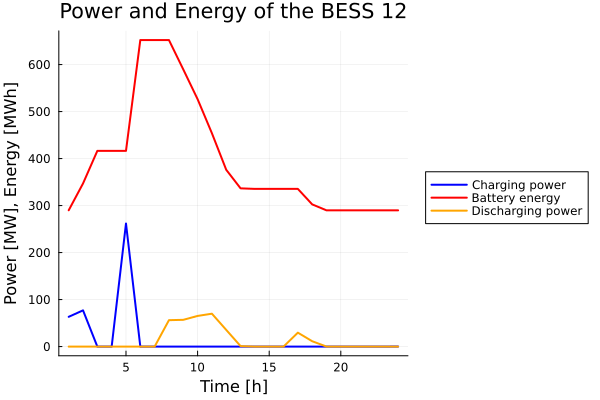 Power and Energy of the BESS 12
Power [MW], Energy [MWh]
600
500
400
300
200
100
0
5
10
15
20
Time [h]
Charging power
Battery energy
Discharging power